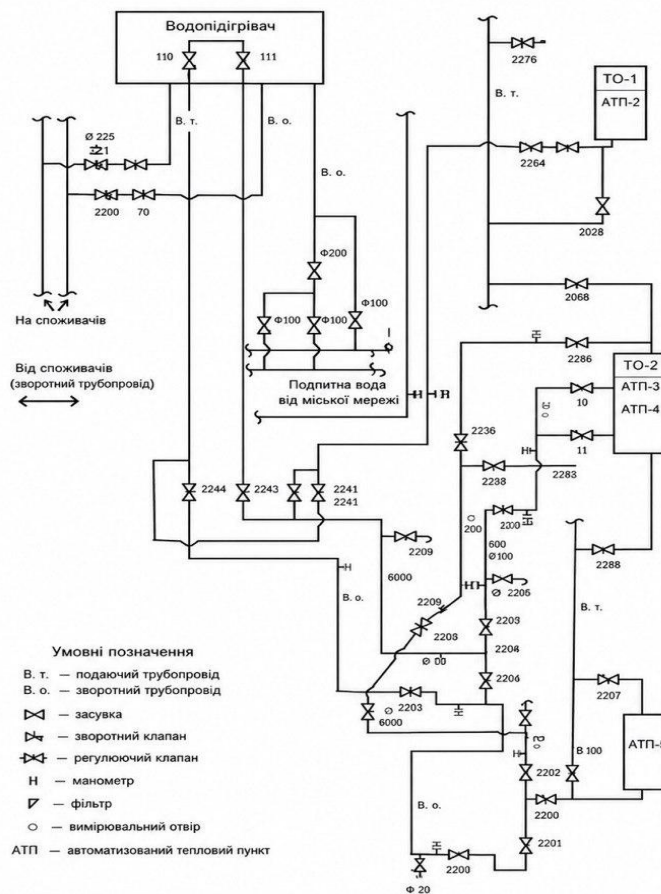 Водопідігрівач
110
111
2276
ТО-1
АТП-2
В. т.
В. о.
В. т.
В. о.
Ø 225
21
2264
2200
70
2028
Ф200
Ф100
Ф100
Ф100
2068
На споживачів
2286
ТО-2
АТП-3
АТП-4
Від споживачів
(зворотний трубопровід)
Подпитна вода
від міської мережі
10
11
Н
2236
2238
2283
2244
2243
2241
2241
200
2200
600
Ø100
2209
2288
6000
Н
В. о.
Ø
2205
В. т.
2209
2203
2203
2208
Умовні позначення
В. т. — подаючий трубопровід
В. о. — зворотний трубопровід
засувка
зворотний клапан
регулюючий клапан
Н манометр
фільтр
вимірювальний отвір
АТП — автоматизований тепловий пункт
2206
2207
2203
Ø
6000
АТП-
В 100
Н
2202
2200
В. о.
2201
2200
Ф 20